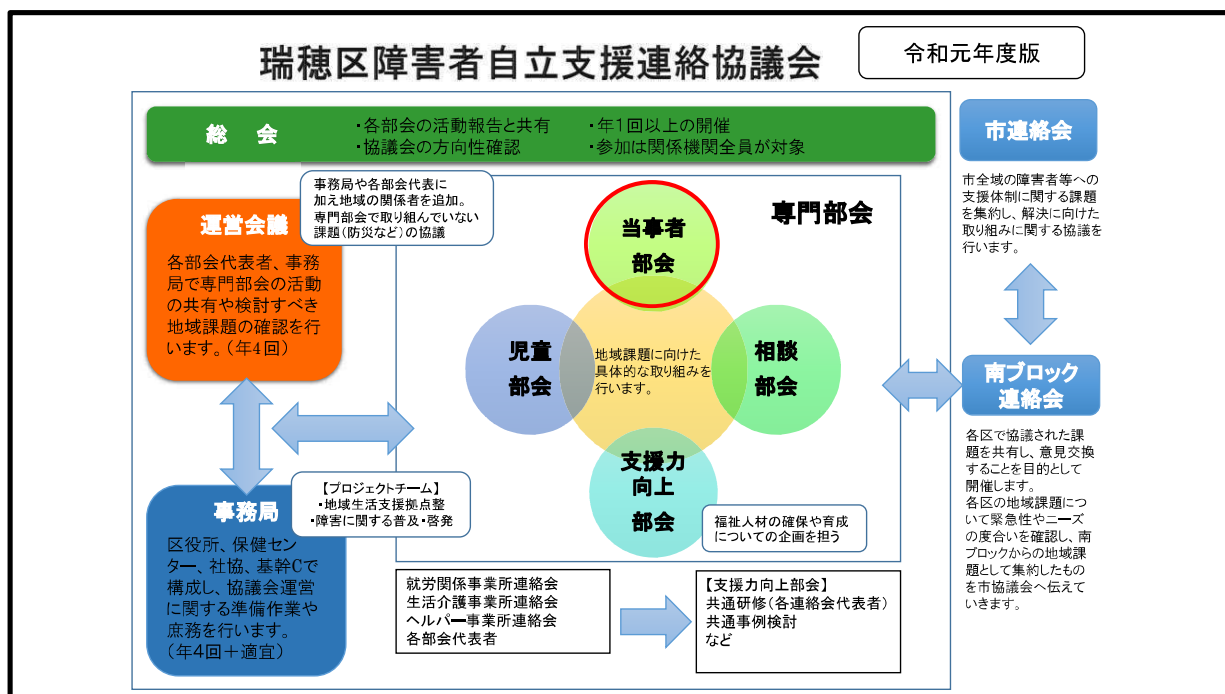 瑞穂区障害者自立支援連絡協議会
令和元年度版
総 会
・各部会の活動報告と共有
・協議会の方向性確認
・年1回以上の開催
・参加は関係機関全員が対象
事務局や各部会代表に
加え地域の関係者を追加。
専門部会で取り組んでいない
課題(防災など)の協議
運営会議
各部会代表者、事務
局で専門部会の活動
の共有や検討すべき
地域課題の確認を行
います。(年4回)
専門部会
当事者
部会
児童
部会
地域課題に向けた
具体的な取り組みを
行います。
相談
部会
支援力
向上
部会
福祉人材の確保や育成
についての企画を担う
【プロジェクトチーム】
・地域生活支援拠点整
・障害に関する普及・啓発
事務局
区役所、保健セン
ター、社協、基幹Cで
構成し、協議会運営
に関する準備作業や
庶務を行います。
(年4回+適宜)
就労関係事業所連絡会
生活介護事業所連絡会
ヘルパー事業所連絡会
各部会代表者
【支援力向上部会】
共通研修(各連絡会代表者)
共通事例検討
など
市連絡会
市全域の障害者等への
支援体制に関する課題
を集約し、解決に向けた
取り組みに関する協議を
行います。
南ブロック
連絡会
各区で協議された課
題を共有し、意見交換
することを目的として
開催します。
各区の地域課題につ
いて緊急性やニーズ
の度合いを確認し、南
ブロックからの地域課
題として集約したもの
を市協議会へ伝えて
いきます。